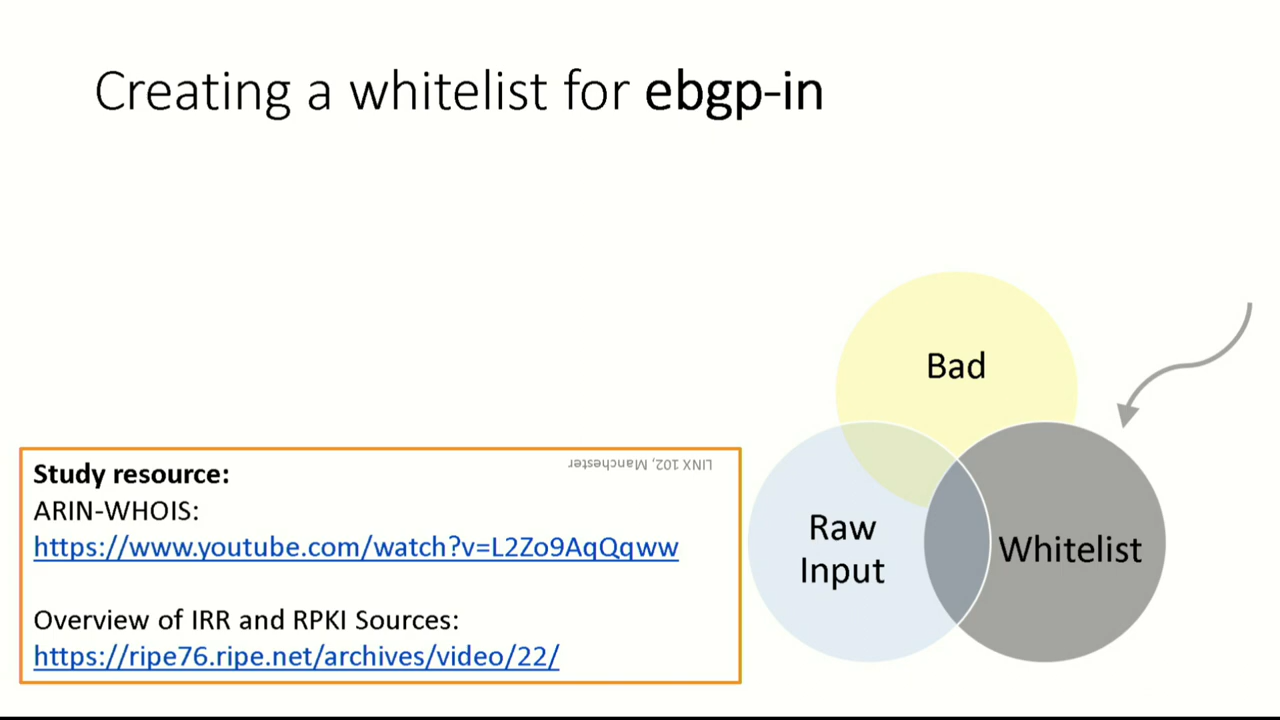 Creating a whitelist for ebgp-in
Bad
Raw
Input
Whitelist
Study resource:
LINX 102, Manchester
ARIN-WHOIS:
https://www.youtube.com/watch?v=L2Zo9AqQqww
Overview of IRR and RPKI Sources:
https://ripe76.ripe.net/archives/video/22/